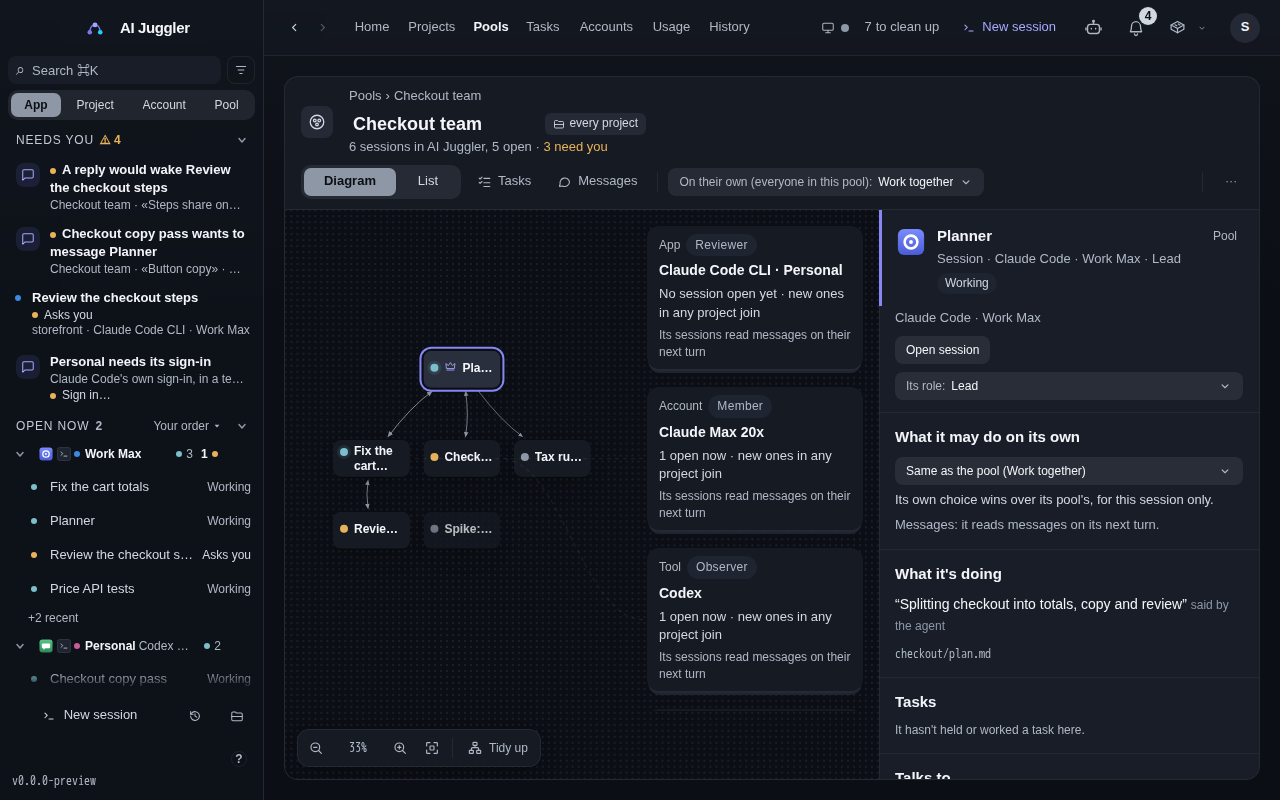 AI Juggler
Search ⌘K
App Project Account Pool
NEEDS YOU 4
A reply would wake Review the checkout steps
Checkout team · «Steps share on…
Checkout copy pass wants to message Planner
Checkout team · «Button copy» · …
Review the checkout steps
Asks you
storefront · Claude Code CLI · Work Max
Personal needs its sign-in
Claude Code's own sign-in, in a te…
Sign in…
OPEN NOW 2 Your order
Work Max 3 1
Fix the cart totals Working
Planner Working
Review the checkout s… Asks you
Price API tests Working
+2 recent
Personal Codex … 2
Checkout copy pass Working
New session
?
v0.0.0-preview
Home Projects Pools Tasks Accounts Usage History
7 to clean up
New session
4
S
Pools › Checkout team
Checkout team every project
6 sessions in AI Juggler, 5 open · 3 need you
Diagram List Tasks Messages
On their own (everyone in this pool): Work together
Pla…
Fix the cart…
Check…
Tax ru…
Revie…
Spike:…
App Reviewer
Claude Code CLI · Personal
No session open yet · new ones in any project join
Its sessions read messages on their next turn
Account Member
Claude Max 20x
1 open now · new ones in any project join
Its sessions read messages on their next turn
Tool Observer
Codex
1 open now · new ones in any project join
Its sessions read messages on their next turn
33%
Tidy up
Planner Pool
Session · Claude Code · Work Max · Lead
Working
Claude Code · Work Max
Open session
Its role: Lead
What it may do on its own
Same as the pool (Work together)
Its own choice wins over its pool's, for this session only.
Messages: it reads messages on its next turn.
What it's doing
“Splitting checkout into totals, copy and review” said by the agent
checkout/plan.md
Tasks
It hasn't held or worked a task here.
Talks to